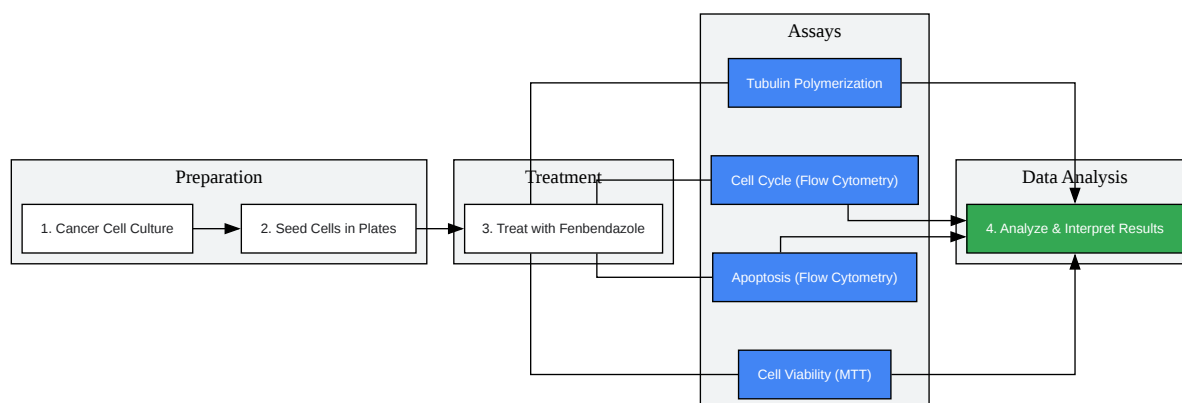 Assays
Tubulin Polymerization
Preparation
Treatment
Cell Cycle (Flow Cytometry)
Data Analysis
1. Cancer Cell Culture
2. Seed Cells in Plates
3. Treat with Fenbendazole
4. Analyze & Interpret Results
Apoptosis (Flow Cytometry)
Cell Viability (MTT)